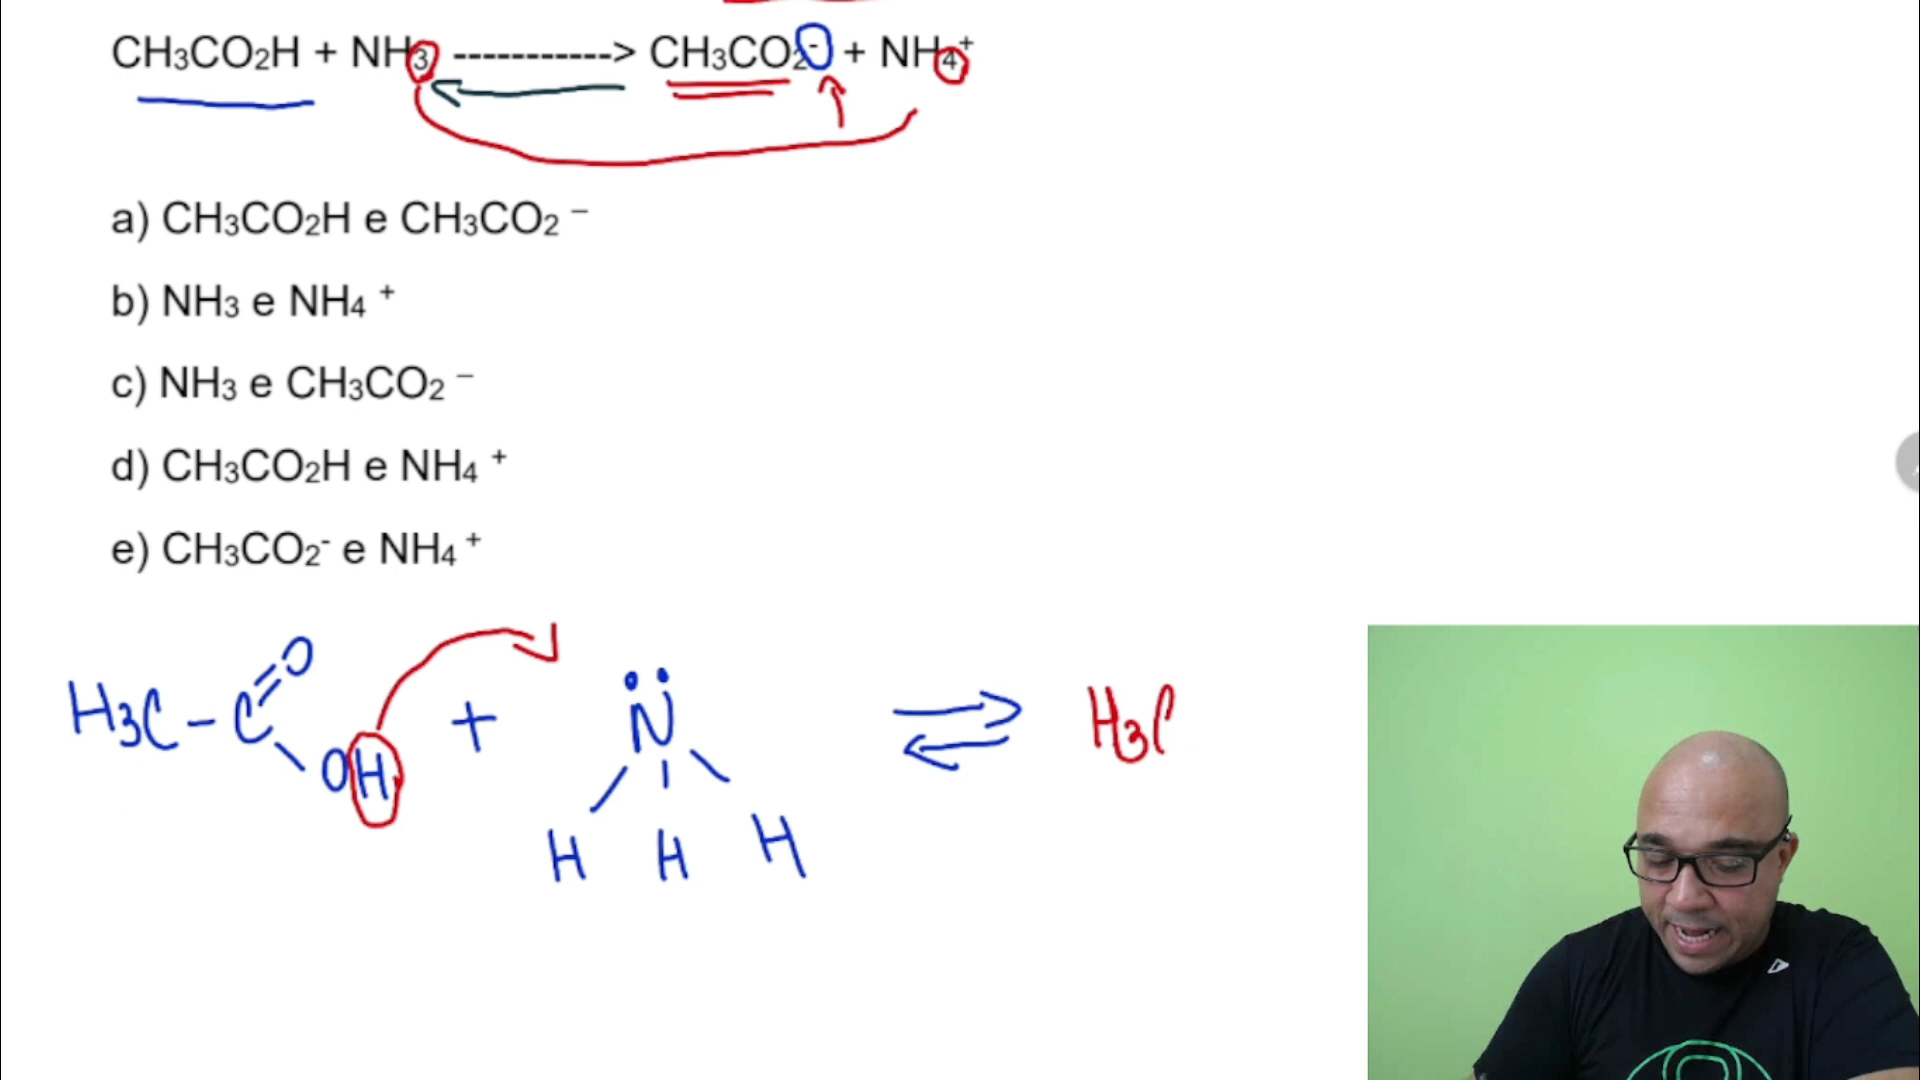 CH3CO2H + NH3 ------------> CH3CO2- + NH4+
a) CH3CO2H e CH3CO2 –
b) NH3 e NH4 +
c) NH3 e CH3CO2 –
d) CH3CO2H e NH4 +
e) CH3CO2- e NH4 +
O
H3C - C + N ⇌ H3C
OH
H H H